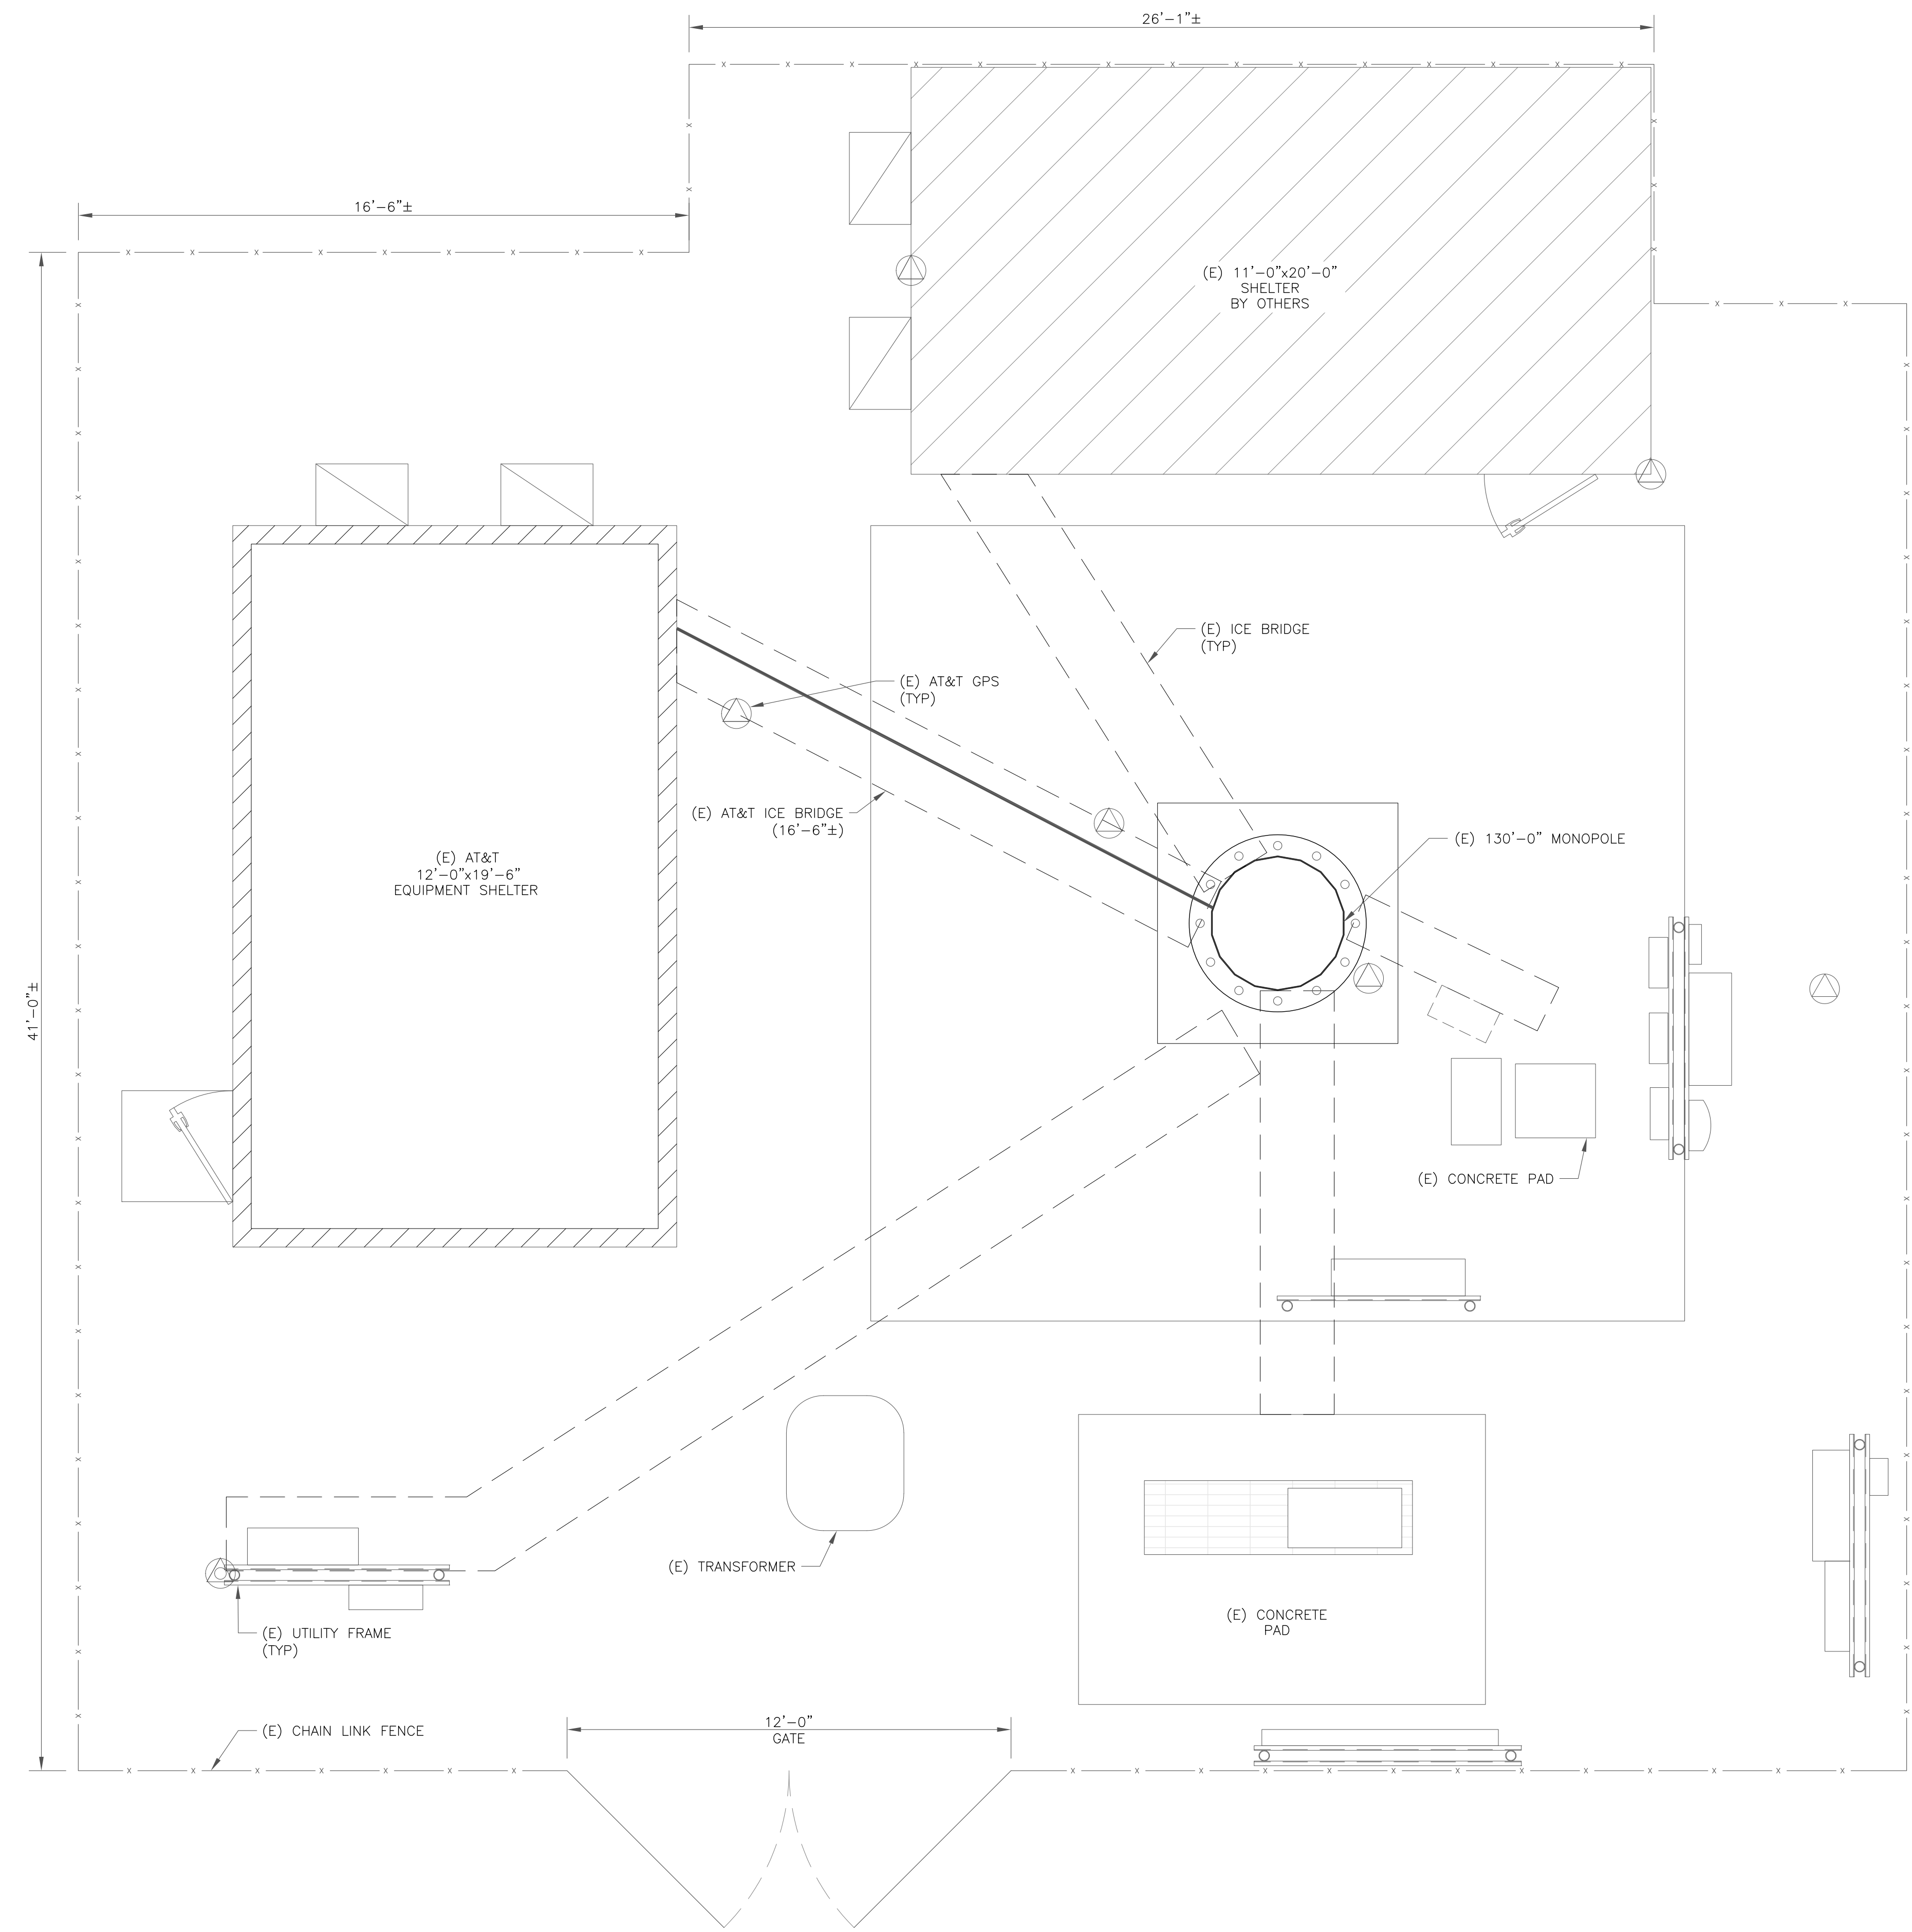 26'-1"±
16'-6"±
(E) 11'-0"x20'-0"
SHELTER
BY OTHERS
(E) ICE BRIDGE
(TYP)
(E) AT&T GPS
(TYP)
(E) AT&T ICE BRIDGE
(16'-6"±)
(E) 130'-0" MONOPOLE
(E) AT&T
12'-0"x19'-6"
EQUIPMENT SHELTER
41'-0"±
(E) CONCRETE PAD
(E) TRANSFORMER
(E) CONCRETE
PAD
(E) UTILITY FRAME
(TYP)
(E) CHAIN LINK FENCE
12'-0"
GATE